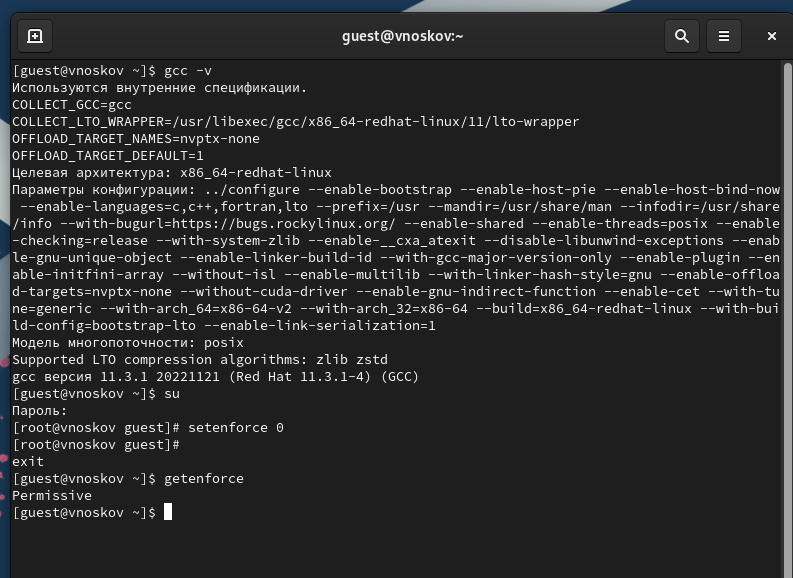 guest@vnoskov:~
[guest@vnoskov ~]$ gcc -v
Используются внутренние спецификации.
COLLECT_GCC=gcc
COLLECT_LTO_WRAPPER=/usr/libexec/gcc/x86_64-redhat-linux/11/lto-wrapper
OFFLOAD_TARGET_NAMES=nvptx-none
OFFLOAD_TARGET_DEFAULT=1
Целевая архитектура: x86_64-redhat-linux
Параметры конфигурации: ../configure --enable-bootstrap --enable-host-pie --enable-host-bind-now
 --enable-languages=c,c++,fortran,lto --prefix=/usr --mandir=/usr/share/man --infodir=/usr/share
/info --with-bugurl=https://bugs.rockylinux.org/ --enable-shared --enable-threads=posix --enable
-checking=release --with-system-zlib --enable-__cxa_atexit --disable-libunwind-exceptions --enab
le-gnu-unique-object --enable-linker-build-id --with-gcc-major-version-only --enable-plugin --en
able-initfini-array --without-isl --enable-multilib --with-linker-hash-style=gnu --enable-offloa
d-targets=nvptx-none --without-cuda-driver --enable-gnu-indirect-function --enable-cet --with-tu
ne=generic --with-arch_64=x86-64-v2 --with-arch_32=x86-64 --build=x86_64-redhat-linux --with-bui
ld-config=bootstrap-lto --enable-link-serialization=1
Модель многопоточности: posix
Supported LTO compression algorithms: zlib zstd
gcc версия 11.3.1 20221121 (Red Hat 11.3.1-4) (GCC)
[guest@vnoskov ~]$ su
Пароль:
[root@vnoskov guest]# setenforce 0
[root@vnoskov guest]#
exit
[guest@vnoskov ~]$ getenforce
Permissive
[guest@vnoskov ~]$